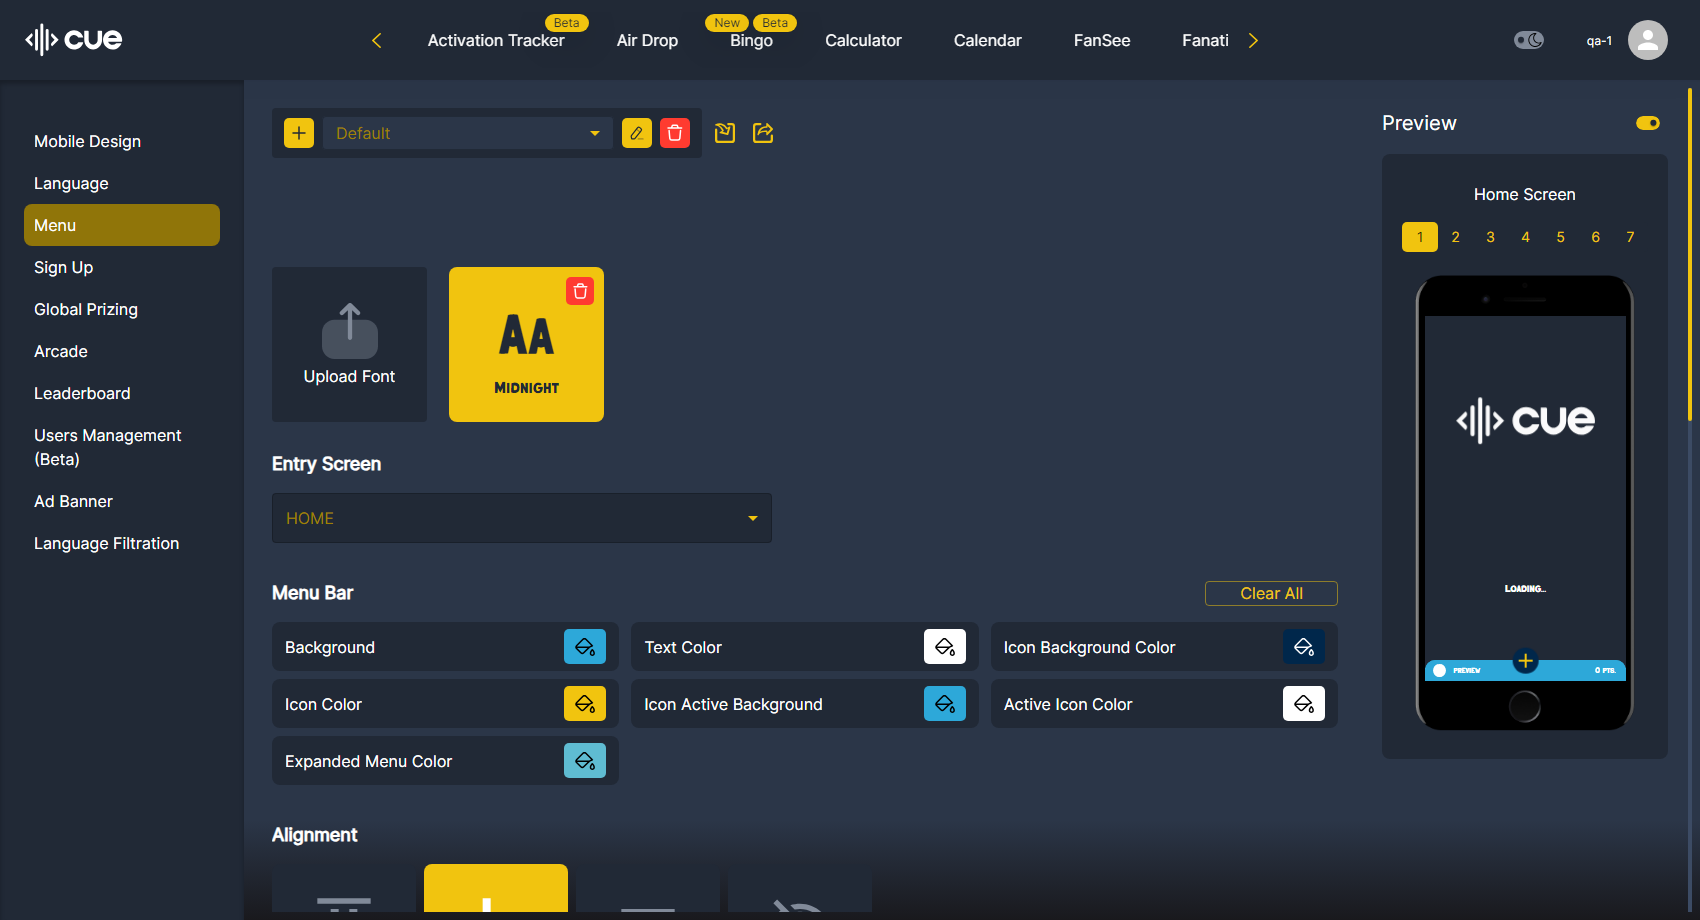 cue
Beta
New
Beta
Activation Tracker
Air Drop
Bingo
Calculator
Calendar
FanSee
Fanati
qa-1
Mobile Design
Language
Menu
Sign Up
Global Prizing
Arcade
Leaderboard
Users Management
(Beta)
Ad Banner
Language Filtration
Default
Upload Font
AA
MIDNIGHT
Entry Screen
HOME
Menu Bar
Clear All
Background
Text Color
Icon Background Color
Icon Color
Icon Active Background
Active Icon Color
Expanded Menu Color
Alignment
Preview
Home Screen
1 2 3 4 5 6 7
cue
LOADING...
PREVIEW
0 PTS.